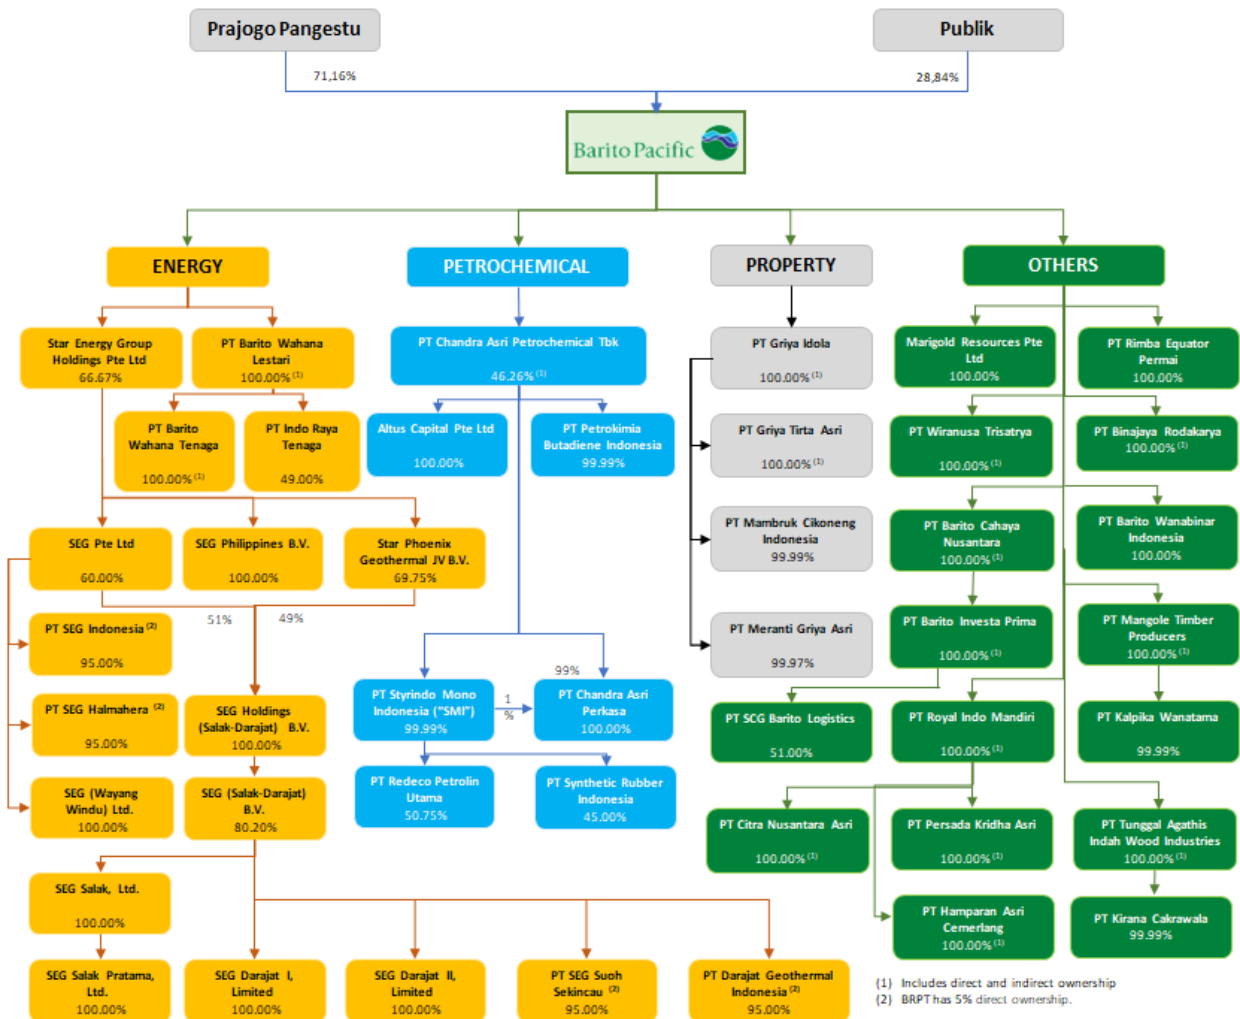 Prajogo Pangestu
Publik
71,16%
28,84%
Barito Pacific
ENERGY
PETROCHEMICAL
PROPERTY
OTHERS
Star Energy Group
Holdings Pte Ltd
66.67%
PT Barito Wahana
Lestari
100.00% (1)
PT Chandra Asri Petrochemical Tbk
46.26% (1)
PT Griya Idola
100.00% (1)
Marigold Resources Pte
Ltd
100.00%
PT Rimba Equator
Permai
100.00%
PT Barito
Wahana Tenaga
100.00% (1)
PT Indo Raya
Tenaga
49.00%
Altus Capital Pte Ltd
100.00%
PT Petrokimia
Butadiene Indonesia
99.99%
PT Griya Tirta Asri
100.00% (1)
PT Wiranusa Trisatrya
100.00% (1)
PT Binajaya Rodakarya
100.00% (1)
SEG Pte Ltd
60.00%
SEG Philippines B.V.
100.00%
Star Phoenix
Geothermal JV B.V.
69.75%
PT Mambruk Cikoneng
Indonesia
99.99%
PT Barito Cahaya
Nusantara
100.00% (1)
PT Barito Wanabinar
Indonesia
100.00%
51%
49%
PT SEG Indonesia (2)
95.00%
PT Meranti Griya Asri
99.97%
PT Barito Investa Prima
100.00% (1)
PT Mangole Timber
Producers
100.00% (1)
99%
PT SEG Halmahera (2)
95.00%
SEG Holdings
(Salak-Darajat) B.V.
100.00%
PT Styrindo Mono
Indonesia ("SMI")
99.99%
1
%
PT Chandra Asri
Perkasa
100.00%
PT SCG Barito Logistics
51.00%
PT Royal Indo Mandiri
100.00% (1)
PT Kalpika Wanatama
99.99%
SEG (Wayang
Windu) Ltd.
100.00%
SEG (Salak-Darajat)
B.V.
80.20%
PT Redeco Petrolin
Utama
50.75%
PT Synthetic Rubber
Indonesia
45.00%
PT Citra Nusantara Asri
100.00% (1)
PT Persada Kridha Asri
100.00% (1)
PT Tunggal Agathis
Indah Wood Industries
100.00% (1)
SEG Salak, Ltd.
100.00%
PT Hamparan Asri
Cemerlang
100.00% (1)
PT Kirana Cakrawala
99.99%
SEG Salak Pratama,
Ltd.
100.00%
SEG Darajat I,
Limited
100.00%
SEG Darajat II,
Limited
100.00%
PT SEG Suoh
Sekincau (2)
95.00%
PT Darajat Geothermal
Indonesia (2)
95.00%
(1) Includes direct and indirect ownership
(2) BRPT has 5% direct ownership.